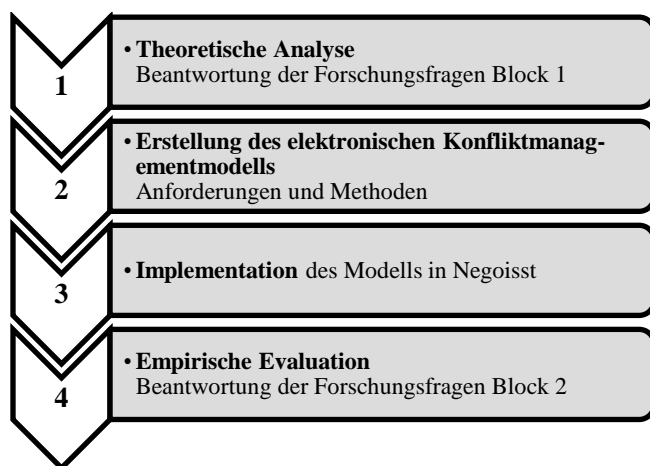 1
• Theoretische Analyse
Beantwortung der Forschungsfragen Block 1
2
• Erstellung des elektronischen Konfliktmanag-
ementmodells
Anforderungen und Methoden
3
• Implementation des Modells in Negoisst
4
• Empirische Evaluation
Beantwortung der Forschungsfragen Block 2